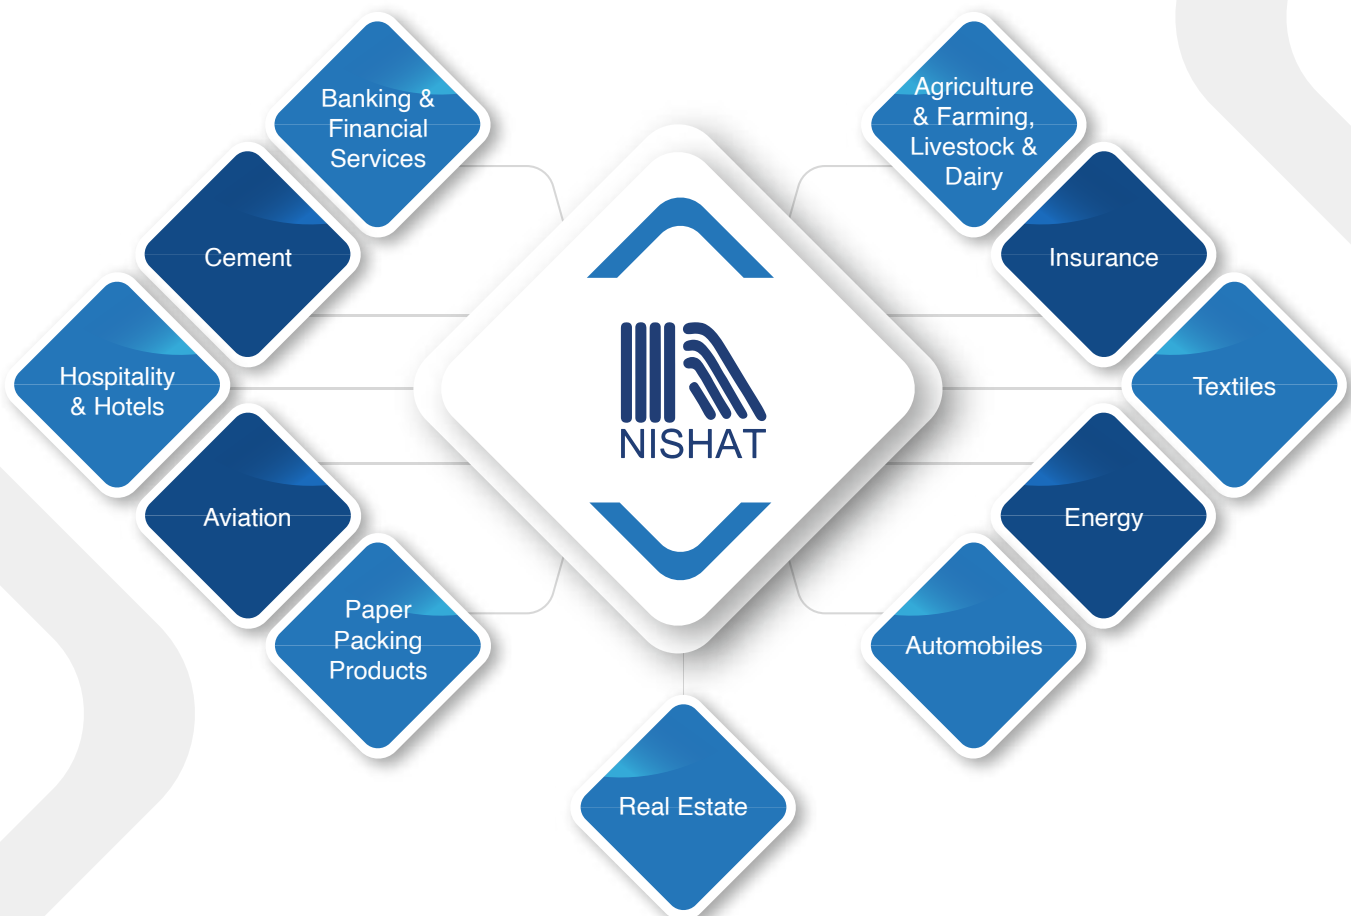 Banking &
Financial
Services
Cement
Hospitality
& Hotels
Aviation
Paper
Packing
Products
NISHAT
Agriculture
& Farming,
Livestock &
Dairy
Insurance
Textiles
Energy
Automobiles
Real Estate